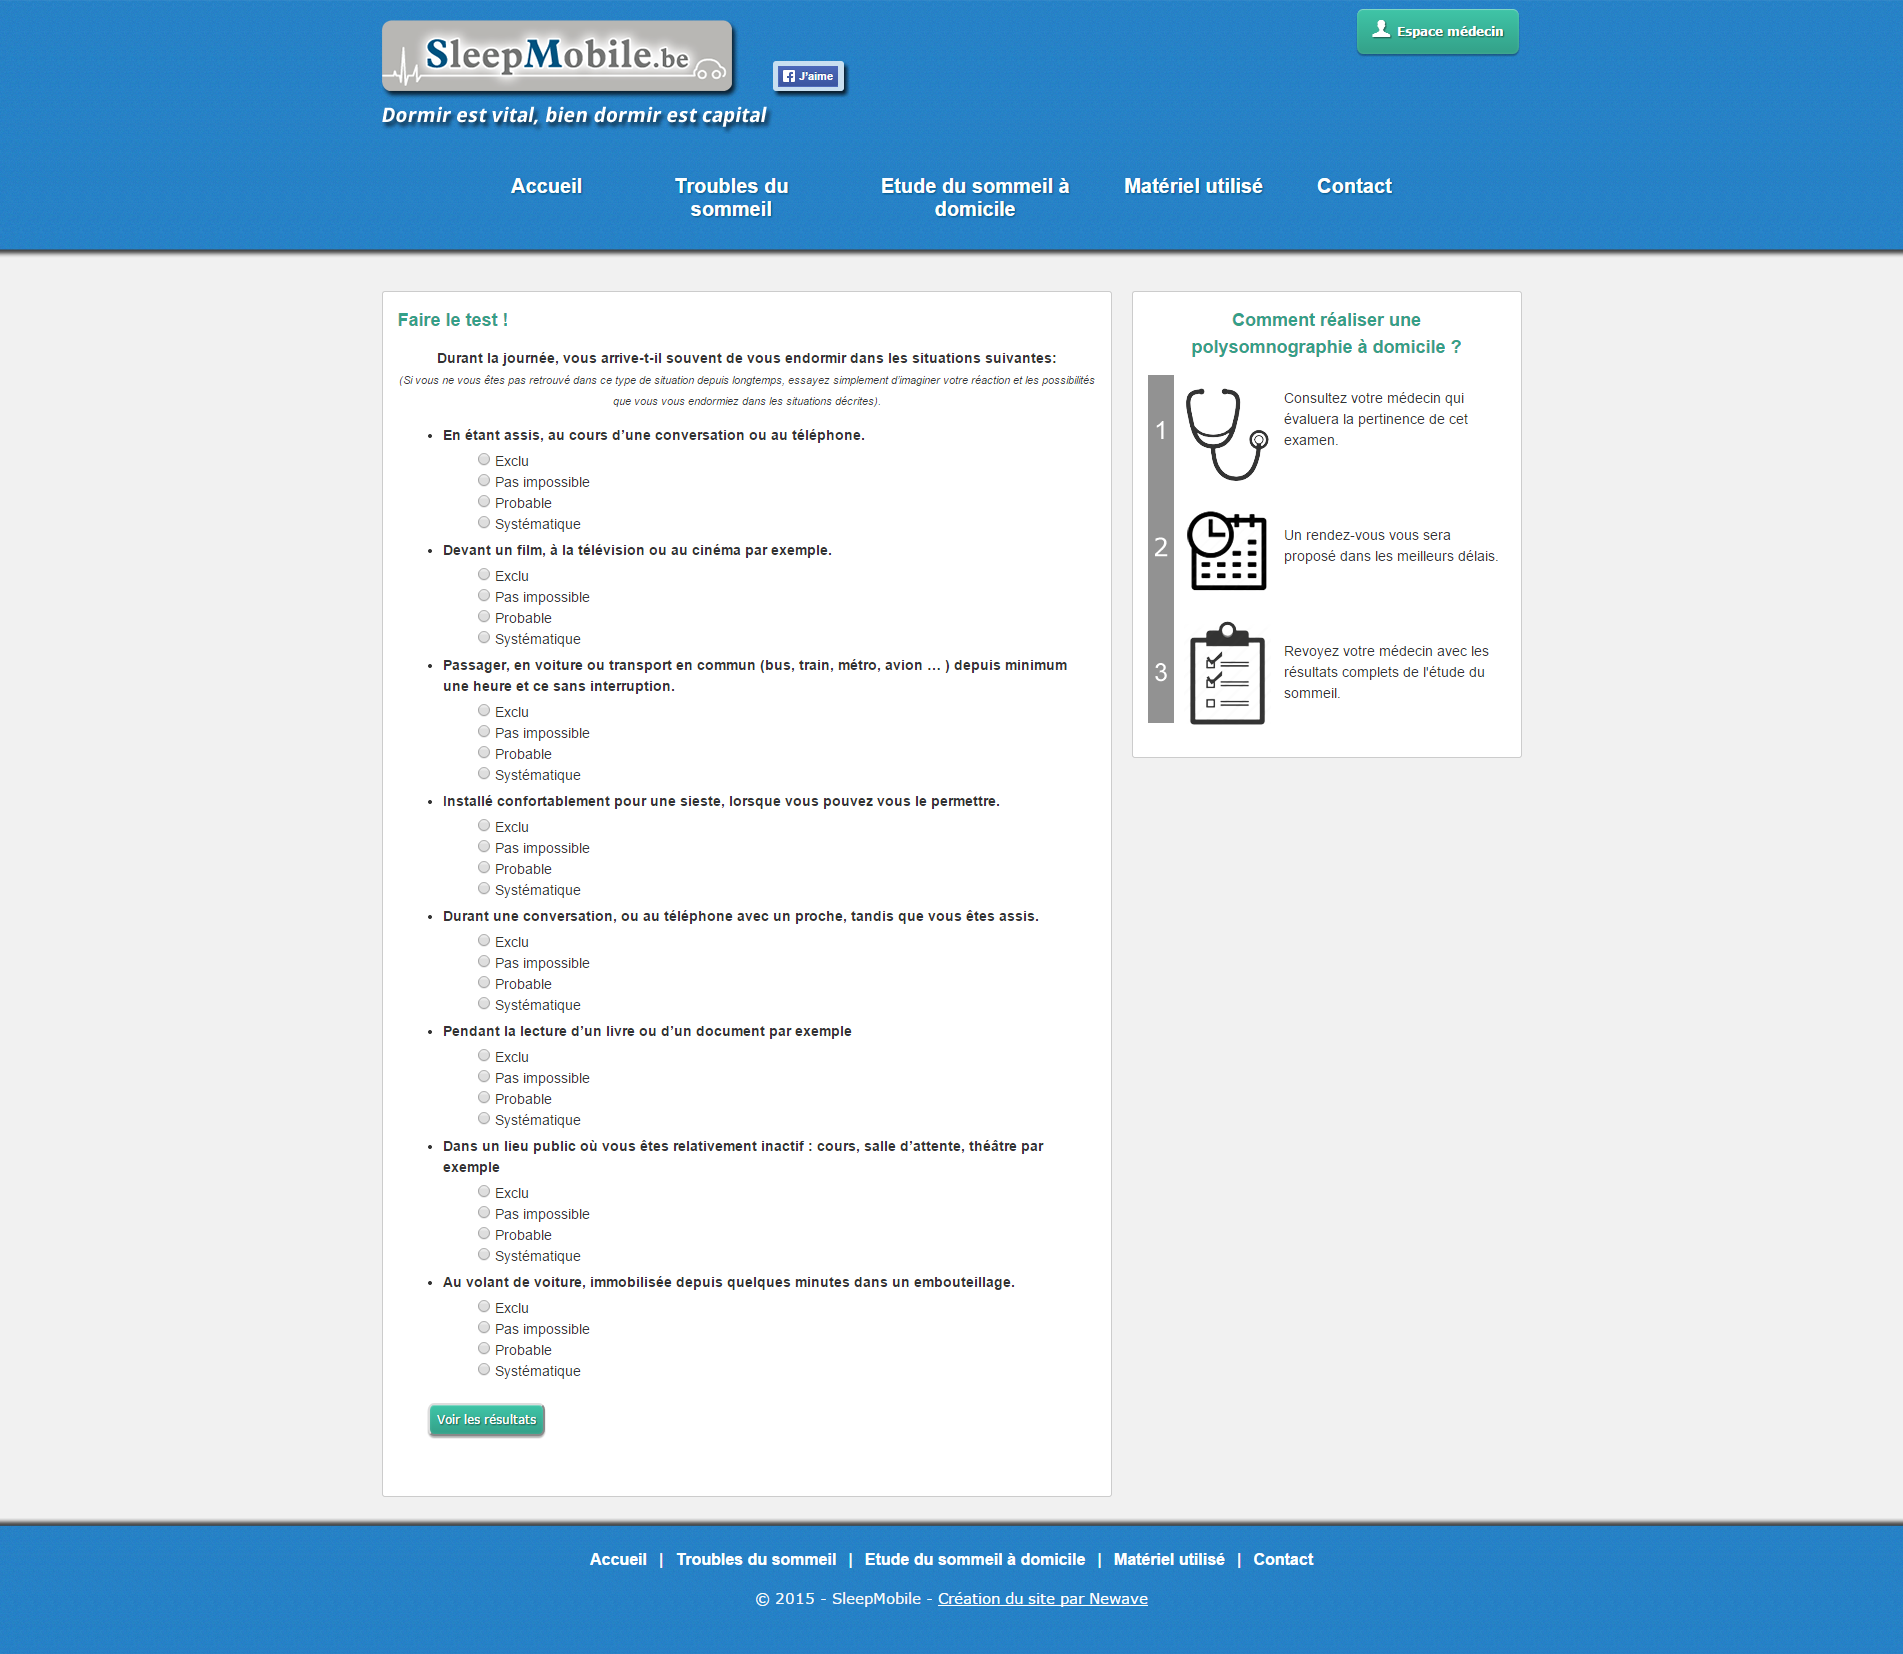 SleepMobile.be
J'aime
Espace médecin
Dormir est vital, bien dormir est capital
Accueil
Troubles du
sommeil
Etude du sommeil à
domicile
Matériel utilisé
Contact
Faire le test !
Durant la journée, vous arrive-t-il souvent de vous endormir dans les situations suivantes:
(Si vous ne vous êtes pas retrouvé dans ce type de situation depuis longtemps, essayez simplement d'imaginer votre réaction et les possibilités
que vous vous endormiez dans les situations décrites).
• En étant assis, au cours d’une conversation ou au téléphone.
Exclu
Pas impossible
Probable
Systématique
• Devant un film, à la télévision ou au cinéma par exemple.
Exclu
Pas impossible
Probable
Systématique
• Passager, en voiture ou transport en commun (bus, train, métro, avion … ) depuis minimum
une heure et ce sans interruption.
Exclu
Pas impossible
Probable
Systématique
• Installé confortablement pour une sieste, lorsque vous pouvez vous le permettre.
Exclu
Pas impossible
Probable
Systématique
• Durant une conversation, ou au téléphone avec un proche, tandis que vous êtes assis.
Exclu
Pas impossible
Probable
Systématique
• Pendant la lecture d’un livre ou d’un document par exemple
Exclu
Pas impossible
Probable
Systématique
• Dans un lieu public où vous êtes relativement inactif : cours, salle d’attente, théâtre par
exemple
Exclu
Pas impossible
Probable
Systématique
• Au volant de voiture, immobilisée depuis quelques minutes dans un embouteillage.
Exclu
Pas impossible
Probable
Systématique
Voir les résultats
Comment réaliser une
polysomnographie à domicile ?
1
Consultez votre médecin qui
évaluera la pertinence de cet
examen.
2
Un rendez-vous vous sera
proposé dans les meilleurs délais.
3
Revoyez votre médecin avec les
résultats complets de l'étude du
sommeil.
Accueil | Troubles du sommeil | Etude du sommeil à domicile | Matériel utilisé | Contact
© 2015 - SleepMobile - Création du site par Newave